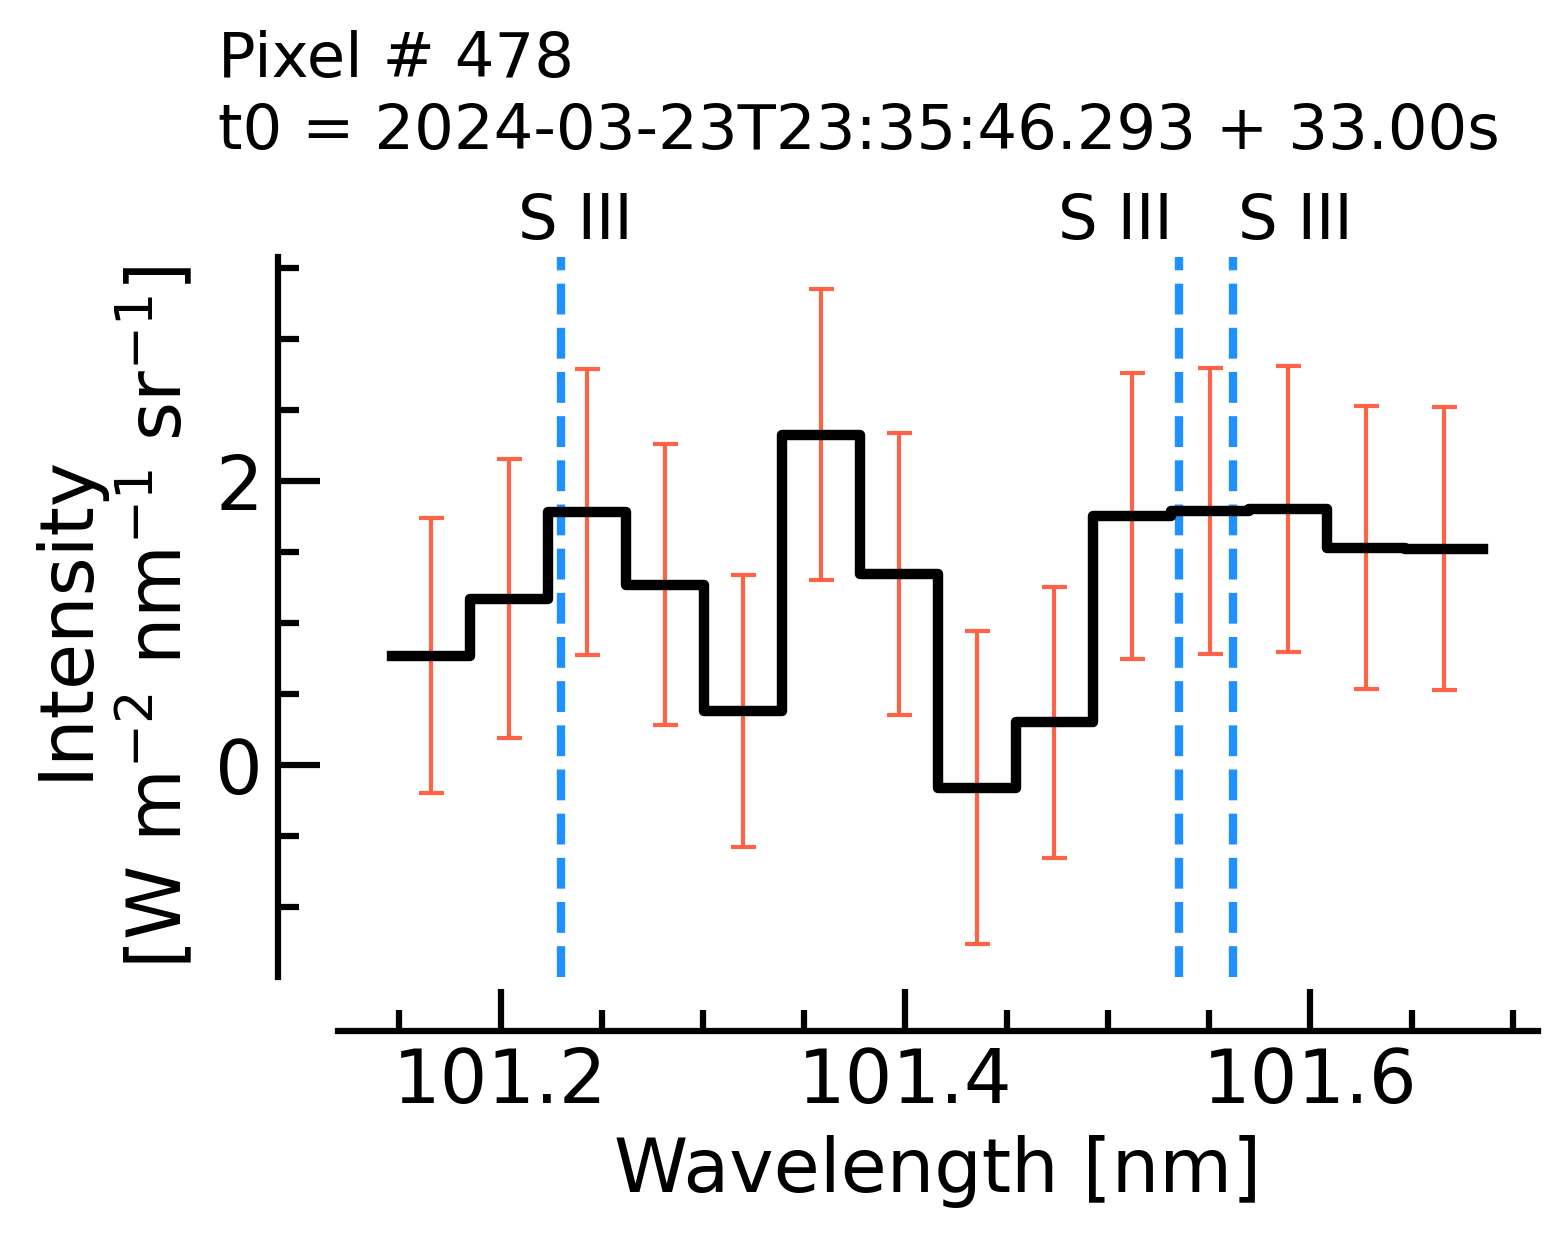 Pixel # 478
t0 = 2024-03-23T23:35:46.293 + 33.00s
S III S III S III
Intensity
[W m⁻² nm⁻¹ sr⁻¹]
2
0
101.2 101.4 101.6
Wavelength [nm]